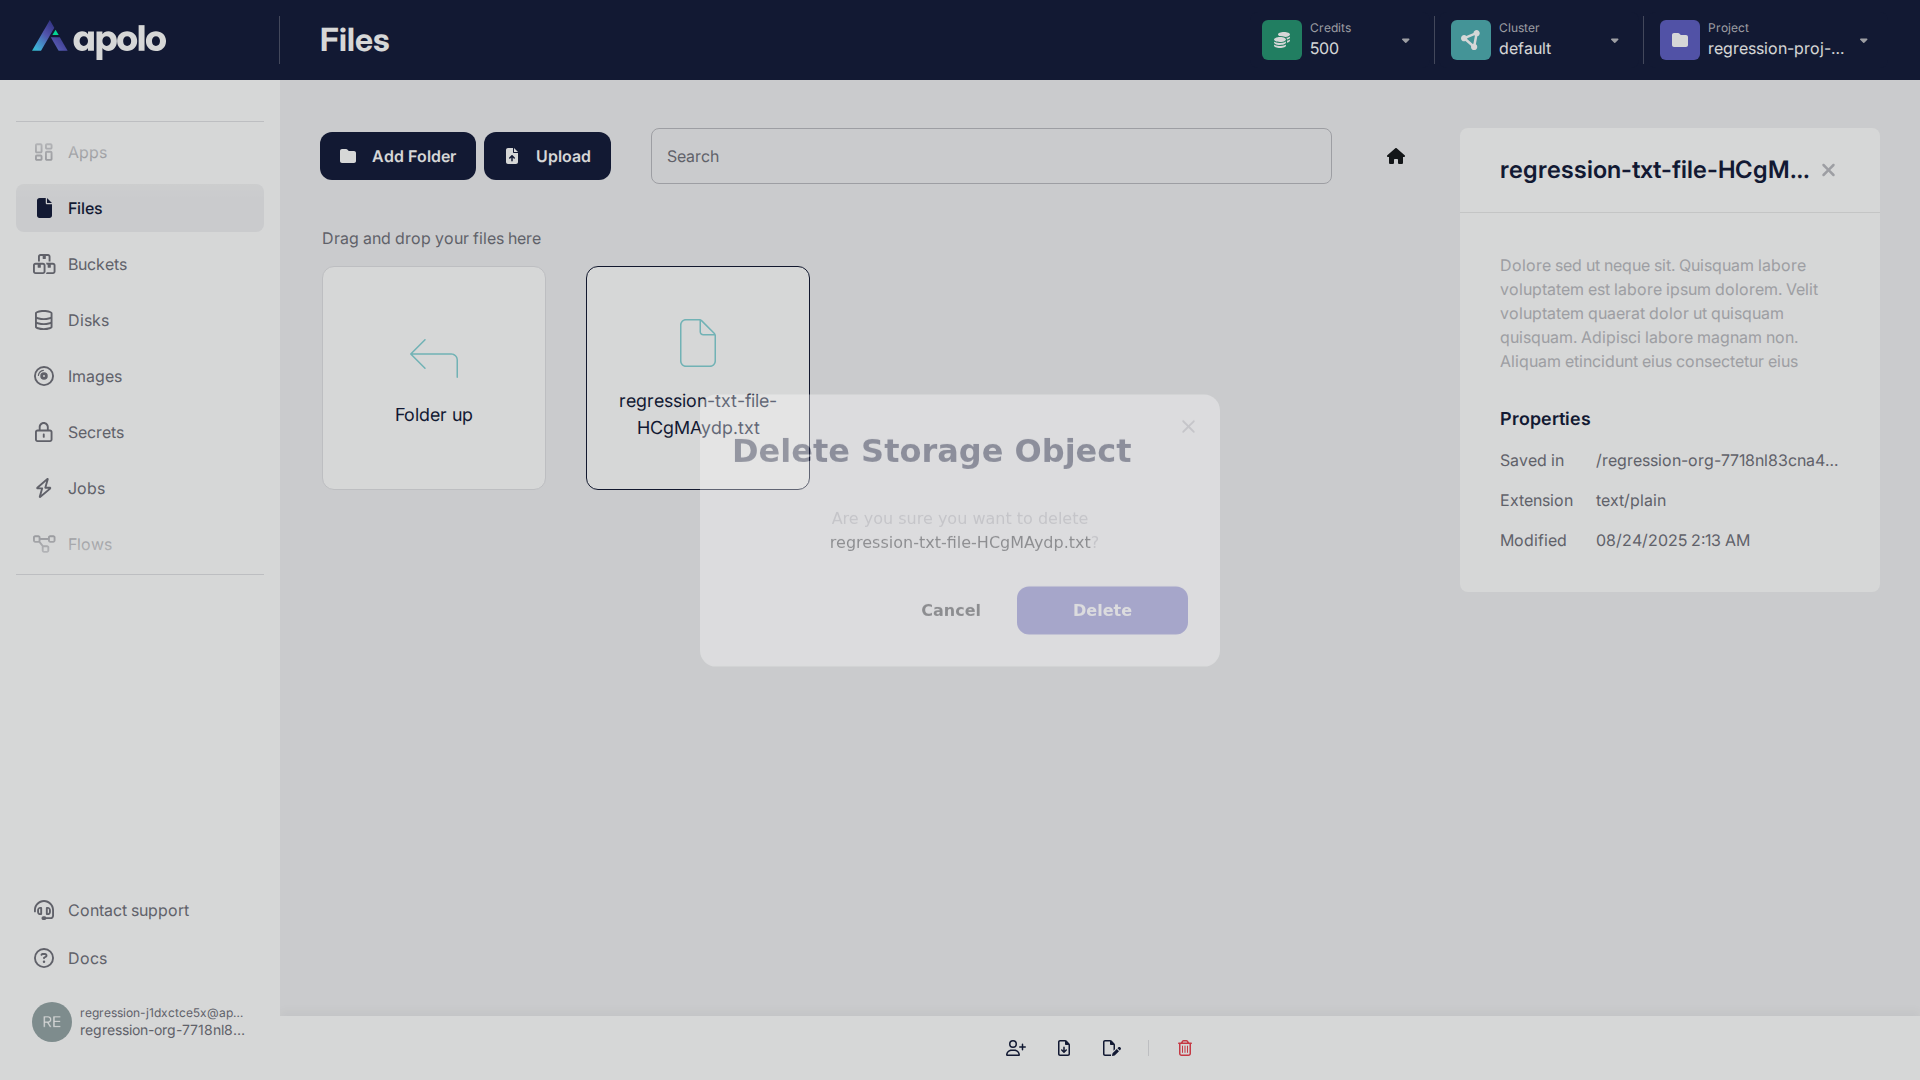 apolo
Files
Credits
500
Cluster
default
Project
regression-proj-...
Apps
Files
Buckets
Disks
Images
Secrets
Jobs
Flows
Contact support
Docs
RE
regression-j1dxctce5x@ap...
regression-org-7718nl8...
Add Folder
Upload
Search
Drag and drop your files here
Folder up
regression-txt-file-
HCgMAydp.txt
Delete Storage Object
Are you sure you want to delete
regression-txt-file-HCgMAydp.txt?
Cancel
Delete
regression-txt-file-HCgM...
Dolore sed ut neque sit. Quisquam labore
voluptatem est labore ipsum dolorem. Velit
voluptatem quaerat dolor ut quisquam
quisquam. Adipisci labore magnam non.
Aliquam etincidunt eius consectetur eius
Properties
Saved in /regression-org-7718nl83cna4...
Extension text/plain
Modified 08/24/2025 2:13 AM